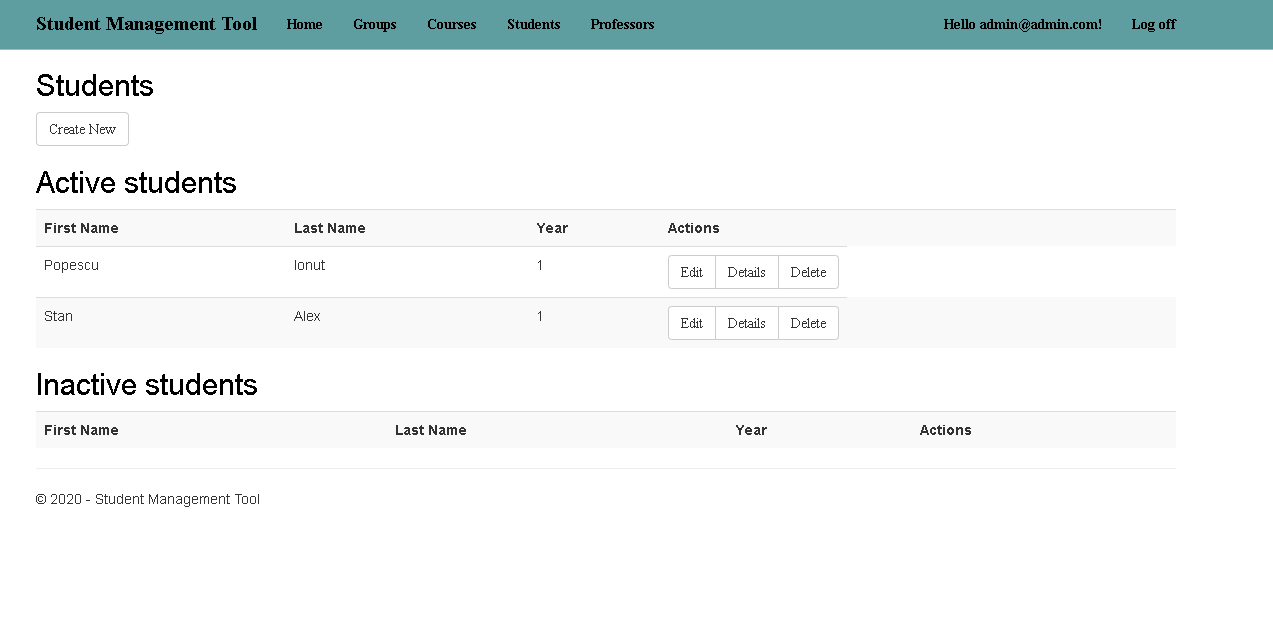 Student Management Tool Home Groups Courses Students Professors Hello admin@admin.com! Log off
Students
Create New
Active students
First Name Last Name Year Actions
Popescu Ionut 1 Edit Details Delete
Stan Alex 1 Edit Details Delete
Inactive students
First Name Last Name Year Actions
© 2020 - Student Management Tool